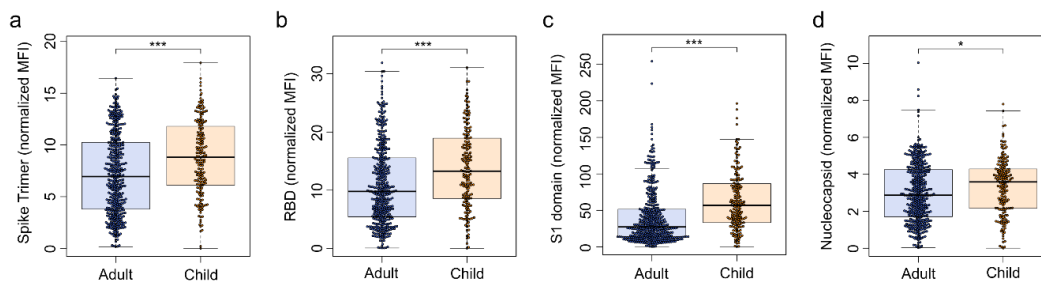 a
***
Spike Trimer (normalized MFI)
20
15
10
5
0
Adult Child
b
***
RBD (normalized MFI)
30
20
10
0
Adult Child
c
***
S1 domain (normalized MFI)
250
200
150
100
50
0
Adult Child
d
*
Nucleocapsid (normalized MFI)
10
8
6
4
2
0
Adult Child